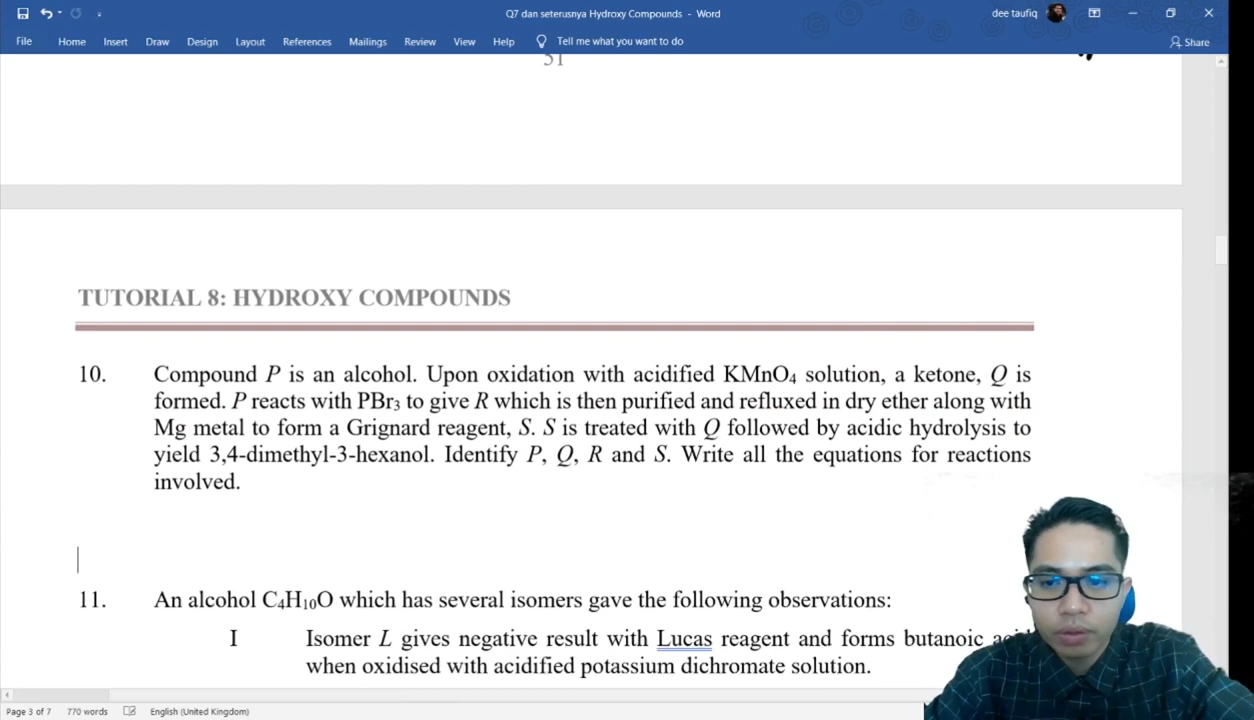 Q7 dan seterusnya Hydroxy Compounds - Word
dee taufiq
File Home Insert Draw Design Layout References Mailings Review View Help Tell me what you want to do
Share
51
TUTORIAL 8: HYDROXY COMPOUNDS
10. Compound P is an alcohol. Upon oxidation with acidified KMnO₄ solution, a ketone, Q is
formed. P reacts with PBr₃ to give R which is then purified and refluxed in dry ether along with
Mg metal to form a Grignard reagent, S. S is treated with Q followed by acidic hydrolysis to
yield 3,4-dimethyl-3-hexanol. Identify P, Q, R and S. Write all the equations for reactions
involved.
11. An alcohol C₄H₁₀O which has several isomers gave the following observations:
I Isomer L gives negative result with Lucas reagent and forms butanoic
when oxidised with acidified potassium dichromate solution.
Page 3 of 7 770 words English (United Kingdom)